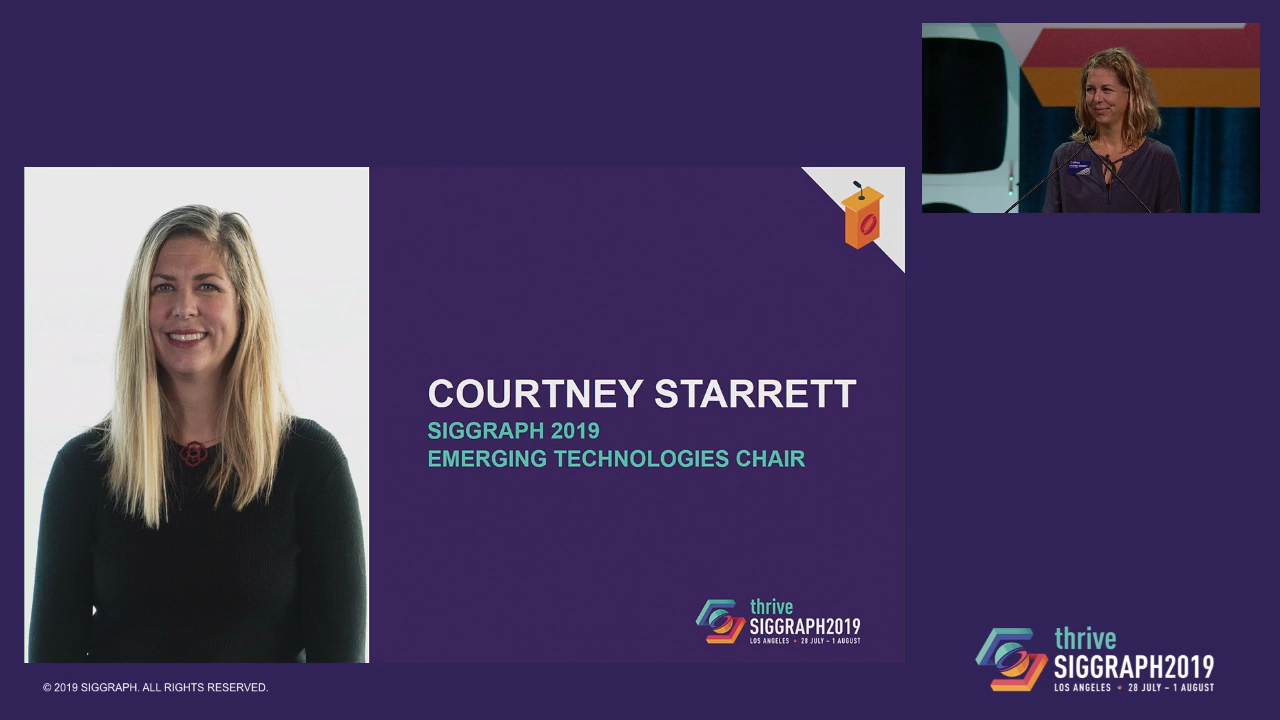 COURTNEY STARRETT
SIGGRAPH 2019
EMERGING TECHNOLOGIES CHAIR
thrive
SIGGRAPH2019
LOS ANGELES • 28 JULY – 1 AUGUST
thrive
SIGGRAPH2019
LOS ANGELES • 28 JULY – 1 AUGUST
© 2019 SIGGRAPH. ALL RIGHTS RESERVED.